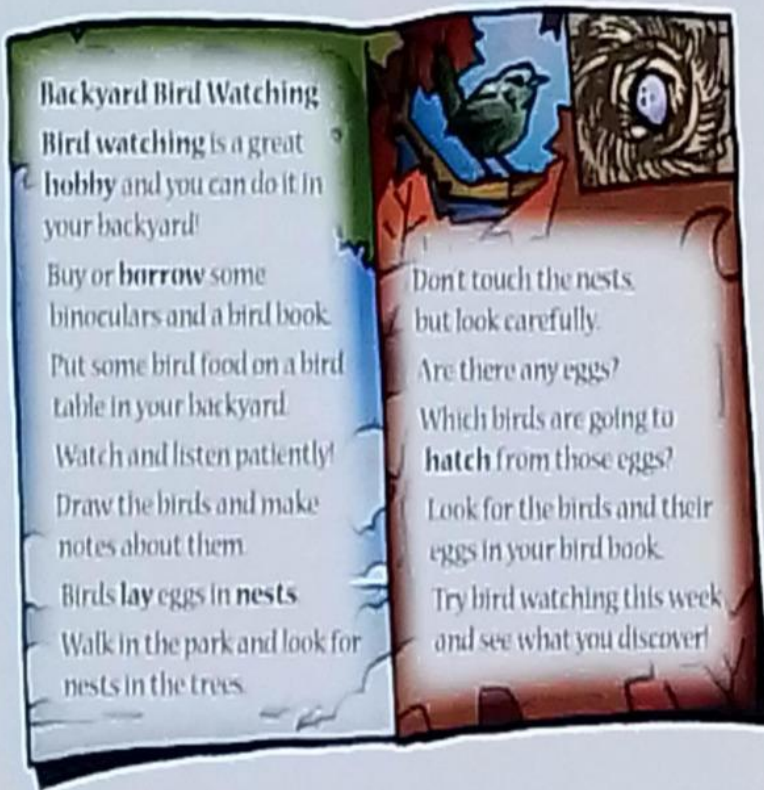 Backyard Bird Watching
Bird watching is a great
hobby and you can do it in
your backyard!
Buy or borrow some
binoculars and a bird book.
Put some bird food on a bird
table in your backyard.
Watch and listen patiently!
Draw the birds and make
notes about them.
Birds lay eggs in nests.
Walk in the park and look for
nests in the trees.
Don't touch the nests,
but look carefully.
Are there any eggs?
Which birds are going to
hatch from those eggs?
Look for the birds and their
eggs in your bird book.
Try bird watching this week
and see what you discover!